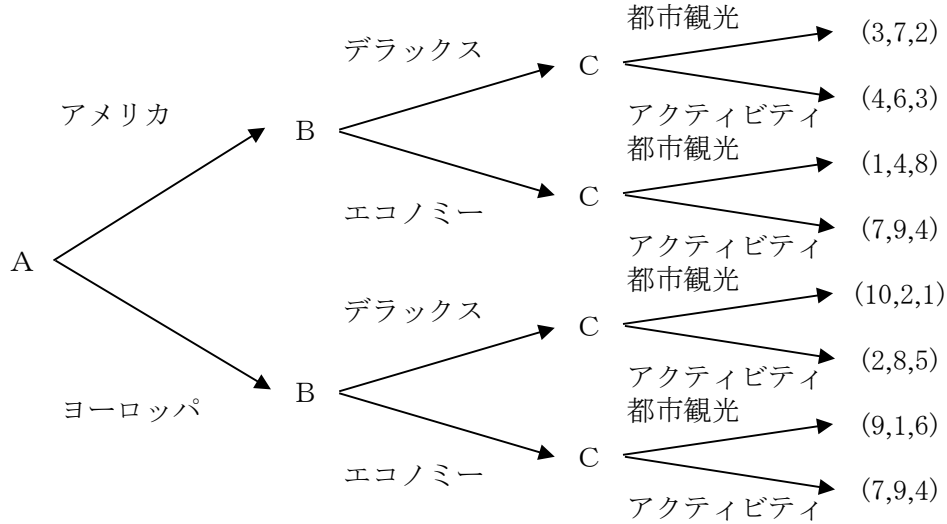 都市観光
(3,7,2)
デラックス
C
アクティビティ
(4,6,3)
アメリカ
B
都市観光
(1,4,8)
エコノミー
C
アクティビティ
(7,9,4)
A
都市観光
(10,2,1)
デラックス
C
アクティビティ
(2,8,5)
ヨーロッパ
B
都市観光
(9,1,6)
エコノミー
C
アクティビティ
(7,9,4)